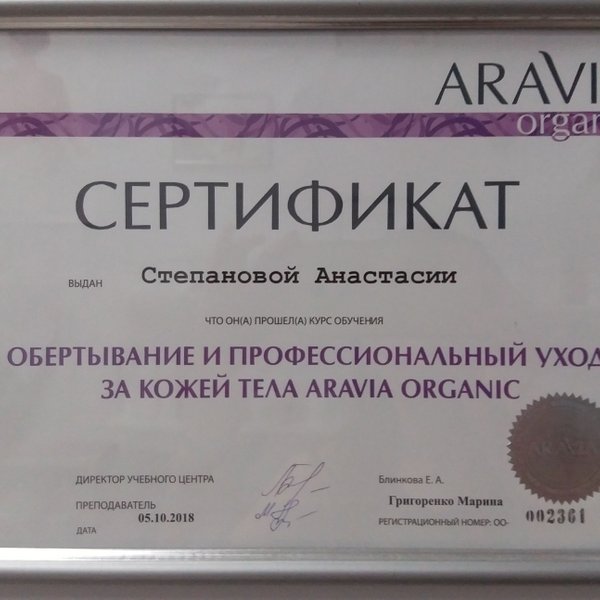 ARAVI
organ
СЕРТИФИКАТ
ВЫДАН Степановой Анастасии
ЧТО ОН(А) ПРОШЕЛ(А) КУРС ОБУЧЕНИЯ
ОБЕРТЫВАНИЕ И ПРОФЕССИОНАЛЬНЫЙ УХОД
ЗА КОЖЕЙ ТЕЛА ARAVIA ORGANIC
ДИРЕКТОР УЧЕБНОГО ЦЕНТРА Блинкова Е. А.
ПРЕПОДАВАТЕЛЬ Григоренко Марина
ДАТА 05.10.2018 РЕГИСТРАЦИОННЫЙ НОМЕР: ОО- 002361